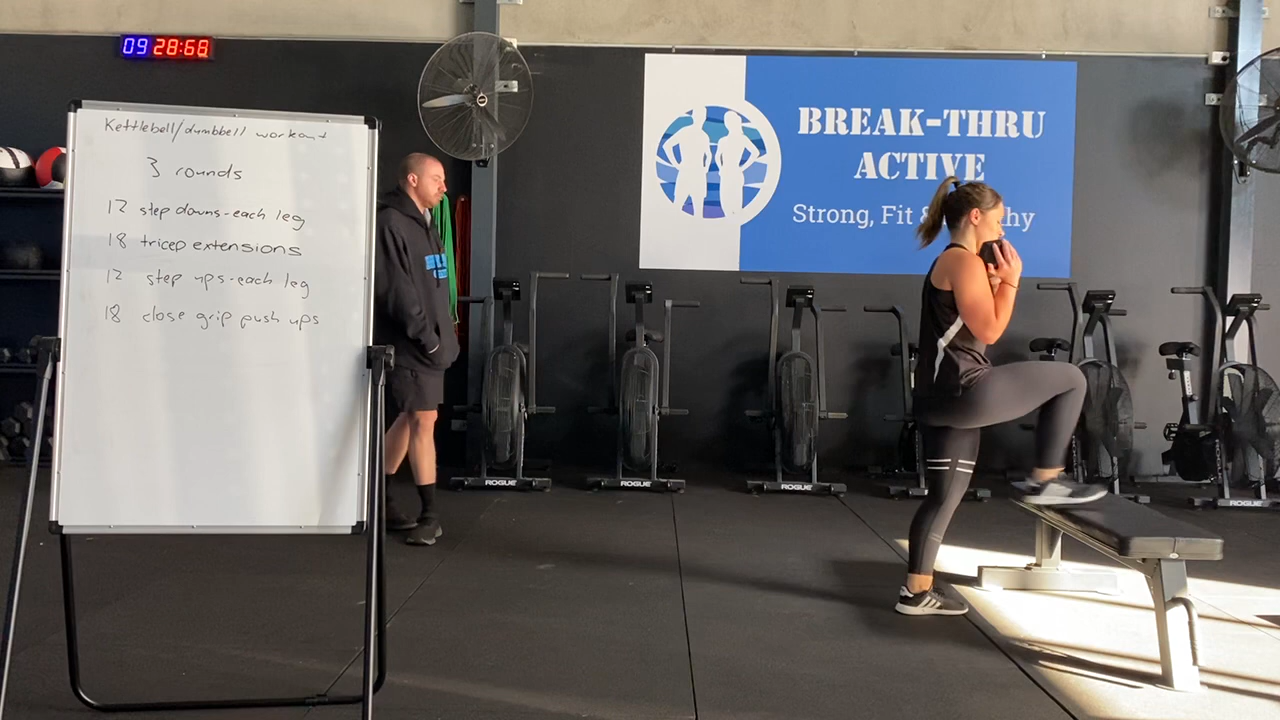 09 28:68
Kettlebell/dumbbell workout
3 rounds
12 step downs-each leg
18 tricep extensions
12 step ups-each leg
18 close grip push ups
BREAK-THRU
ACTIVE
Strong, Fit
ROGUE
ROGUE
ROGUE
ROGUE